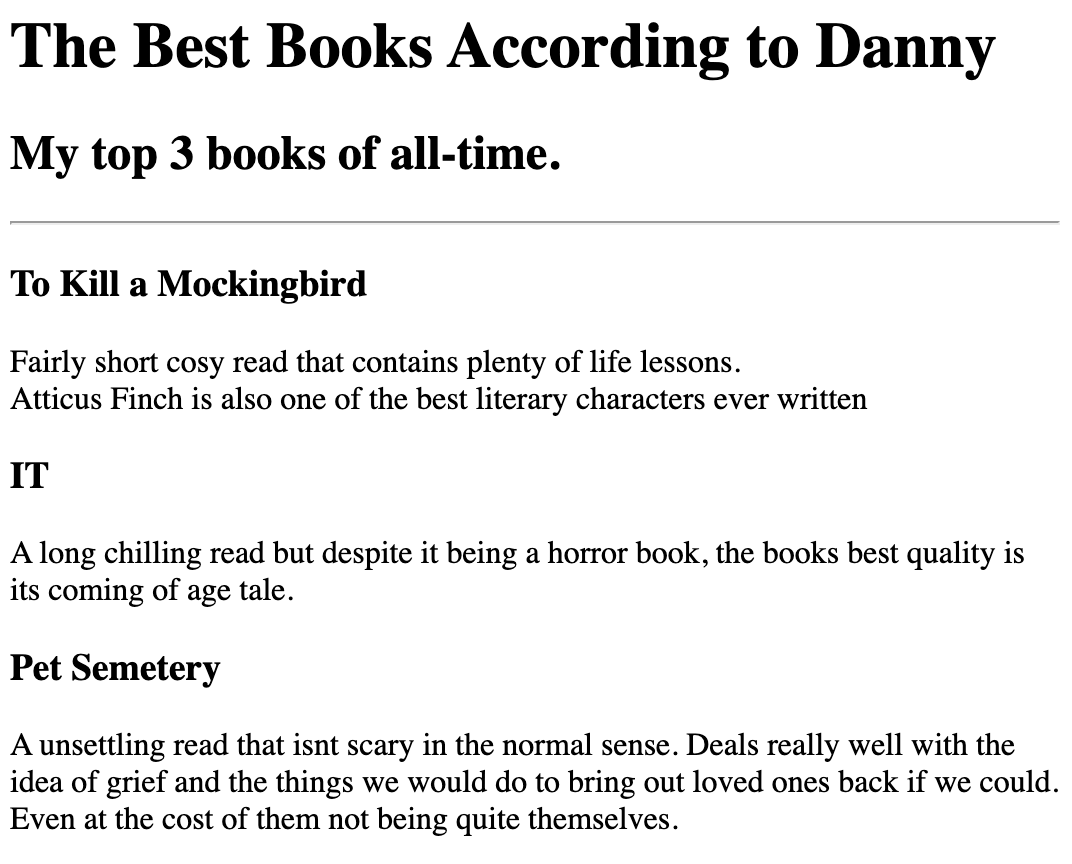 The Best Books According to Danny
My top 3 books of all-time.
To Kill a Mockingbird
Fairly short cosy read that contains plenty of life lessons.
Atticus Finch is also one of the best literary characters ever written
IT
A long chilling read but despite it being a horror book, the books best quality is
its coming of age tale.
Pet Semetery
A unsettling read that isnt scary in the normal sense. Deals really well with the
idea of grief and the things we would do to bring out loved ones back if we could.
Even at the cost of them not being quite themselves.